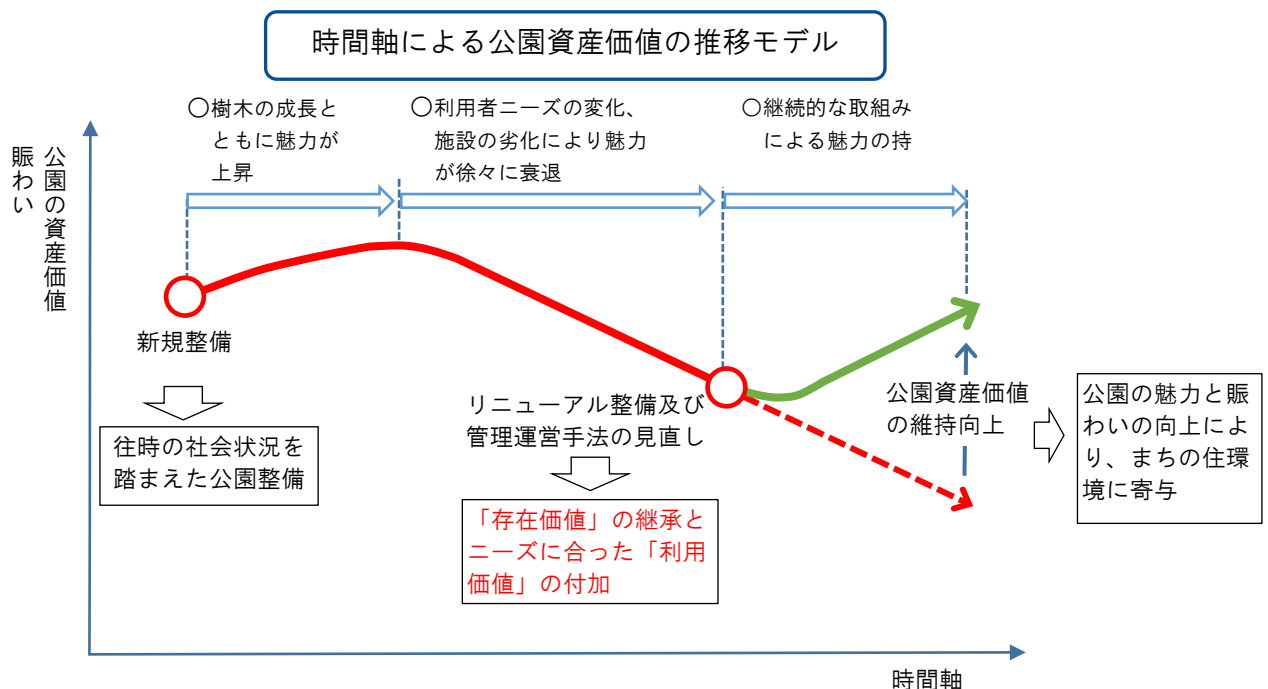 時間軸による公園資産価値の推移モデル
〇樹木の成長と
ともに魅力が
上昇
〇利用者ニーズの変化、
施設の劣化により魅力
が徐々に衰退
〇継続的な取組み
による魅力の持
公園の資産価値
賑わい
新規整備
往時の社会状況を
踏まえた公園整備
リニューアル整備及び
管理運営手法の見直し
「存在価値」の継承と
ニーズに合った「利用
価値」の付加
公園資産価値
の維持向上
公園の魅力と賑
わいの向上によ
り、まちの住環
境に寄与
時間軸